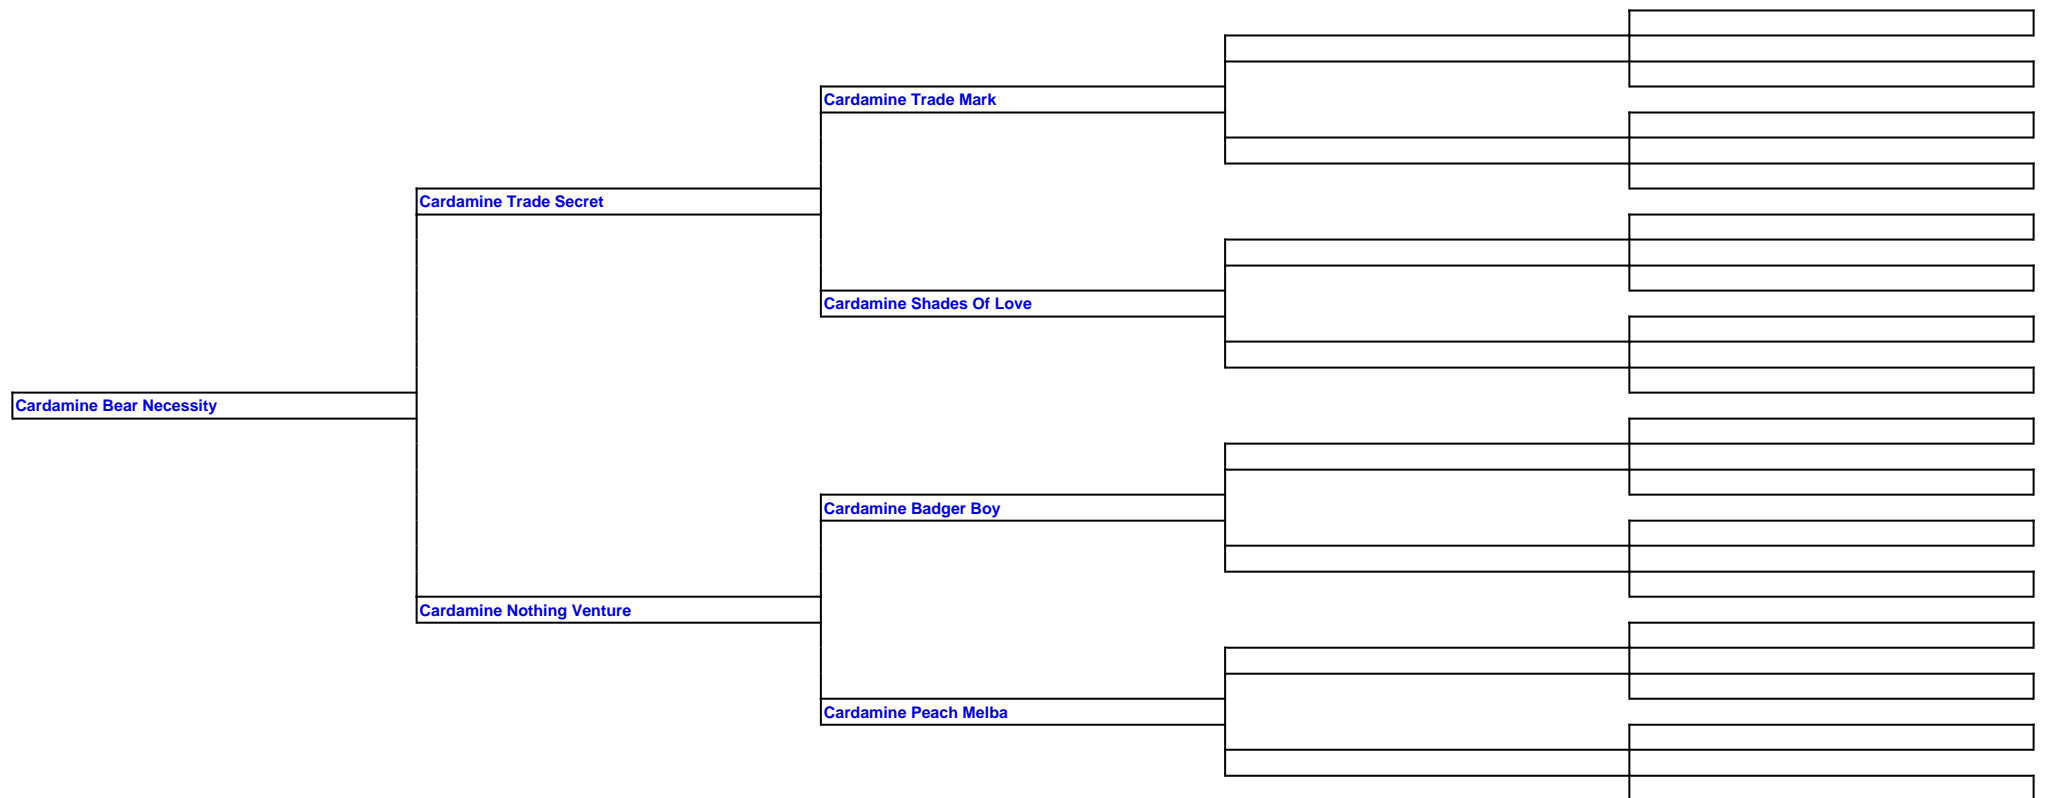 Cardamine Trade Mark
Cardamine Trade Secret
Cardamine Shades Of Love
Cardamine Bear Necessity
Cardamine Badger Boy
Cardamine Nothing Venture
Cardamine Peach Melba